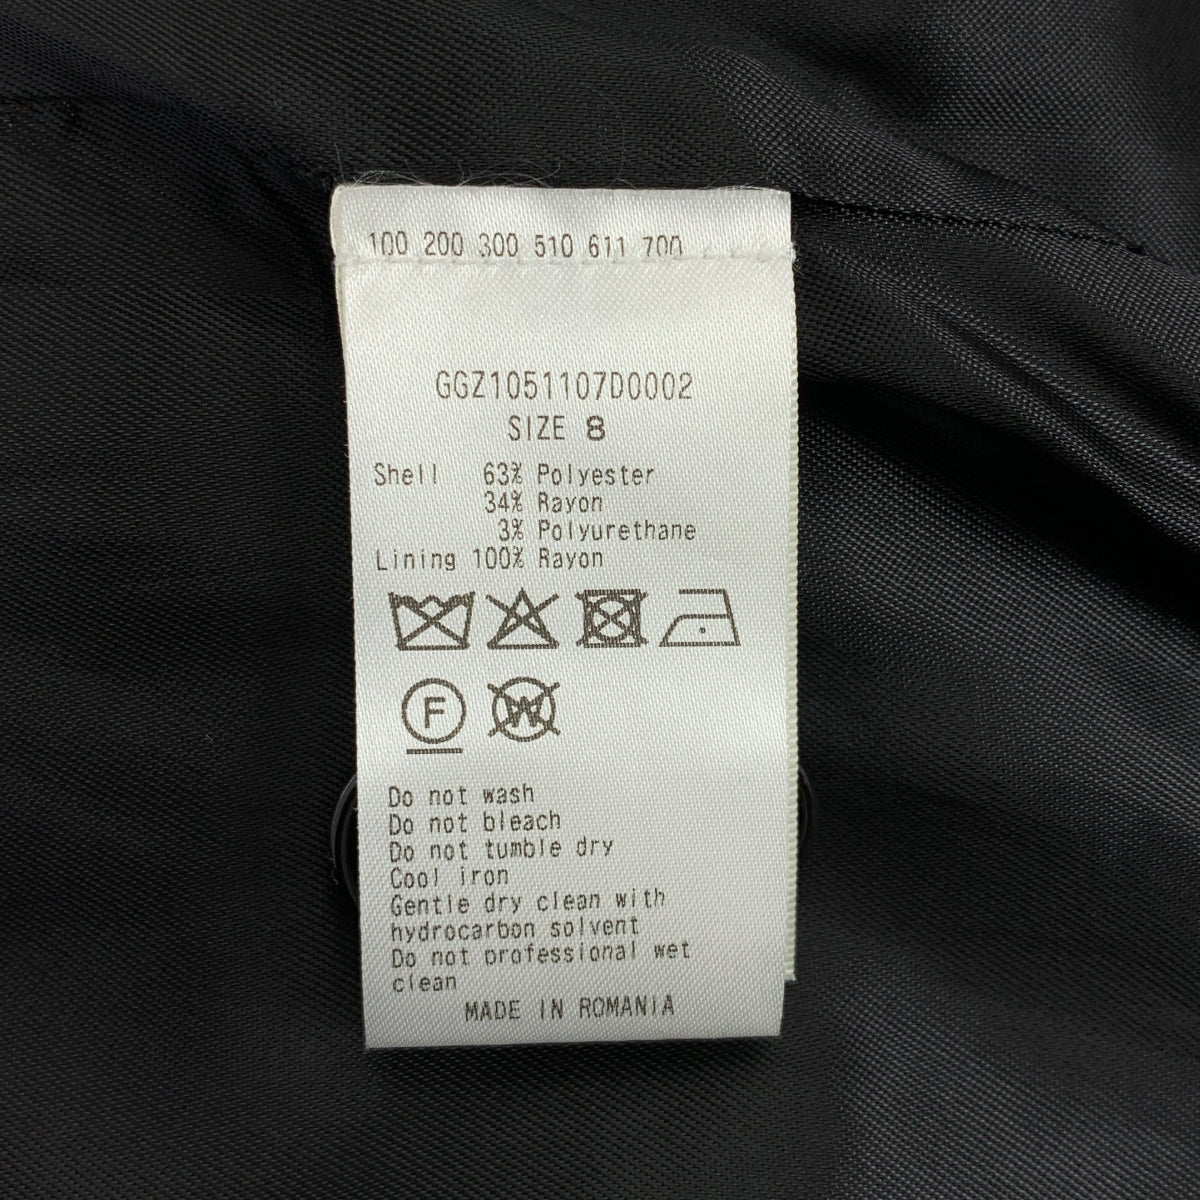 100 200 300 510 611 700
GGZ1051107D0002
SIZE 8
Shell 63% Polyester
34% Rayon
3% Polyurethane
Lining 100% Rayon
F W
Do not wash
Do not bleach
Do not tumble dry
Cool iron
Gentle dry clean with
hydrocarbon solvent
Do not professional wet
clean
MADE IN ROMANIA